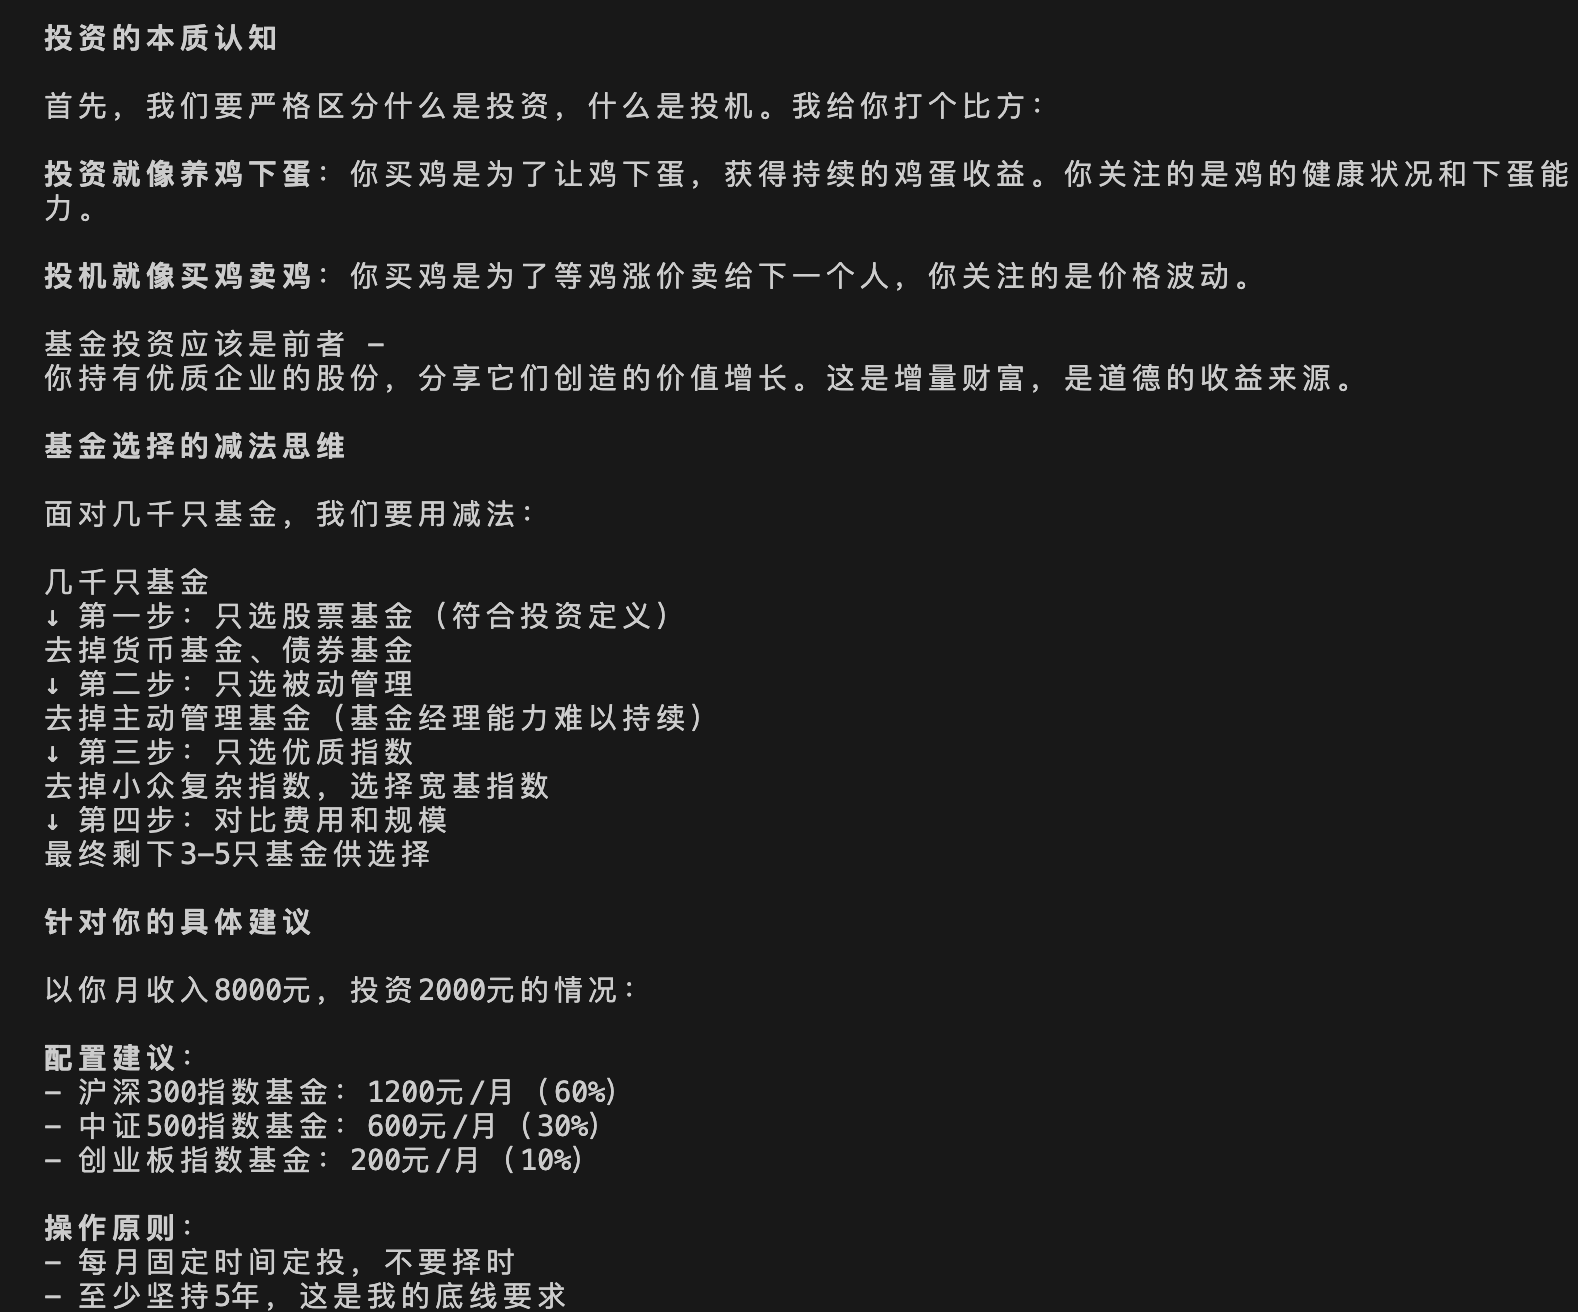 投资的本质认知
首先，我们要严格区分什么是投资，什么是投机。我给你打个比方：
投资就像养鸡下蛋：你买鸡是为了让鸡下蛋，获得持续的鸡蛋收益。你关注的是鸡的健康状况和下蛋能
力。
投机就像买鸡卖鸡：你买鸡是为了等鸡涨价卖给下一个人，你关注的是价格波动。
基金投资应该是前者 -
你持有优质企业的股份，分享它们创造的价值增长。这是增量财富，是道德的收益来源。
基金选择的减法思维
面对几千只基金，我们要用减法：
几千只基金
↓ 第一步：只选股票基金（符合投资定义）
去掉货币基金、债券基金
↓ 第二步：只选被动管理
去掉主动管理基金（基金经理能力难以持续）
↓ 第三步：只选优质指数
去掉小众复杂指数，选择宽基指数
↓ 第四步：对比费用和规模
最终剩下3-5只基金供选择
针对你的具体建议
以你月收入8000元，投资2000元的情况：
配置建议：
- 沪深300指数基金：1200元/月（60%）
- 中证500指数基金：600元/月（30%）
- 创业板指数基金：200元/月（10%）
操作原则：
- 每月固定时间定投，不要择时
- 至少坚持5年，这是我的底线要求